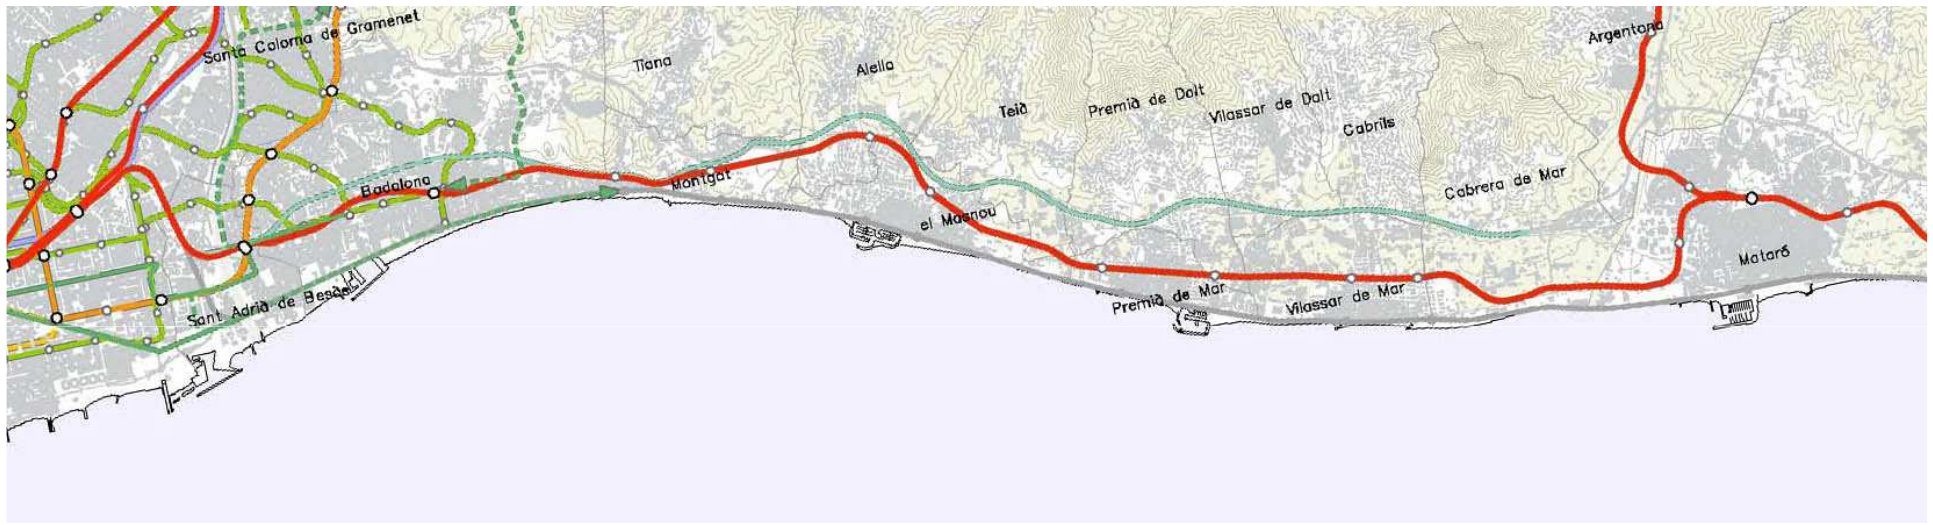 Santa Coloma de Gramenet
Tiana
Alella
Argentona
Teià
Premià de Dalt
Vilassar de Dalt
Cabrils
Badalona
Montgat
Cabrera de Mar
el Masnou
Mataró
Sant Adrià de Besòs
Premià de Mar
Vilassar de Mar